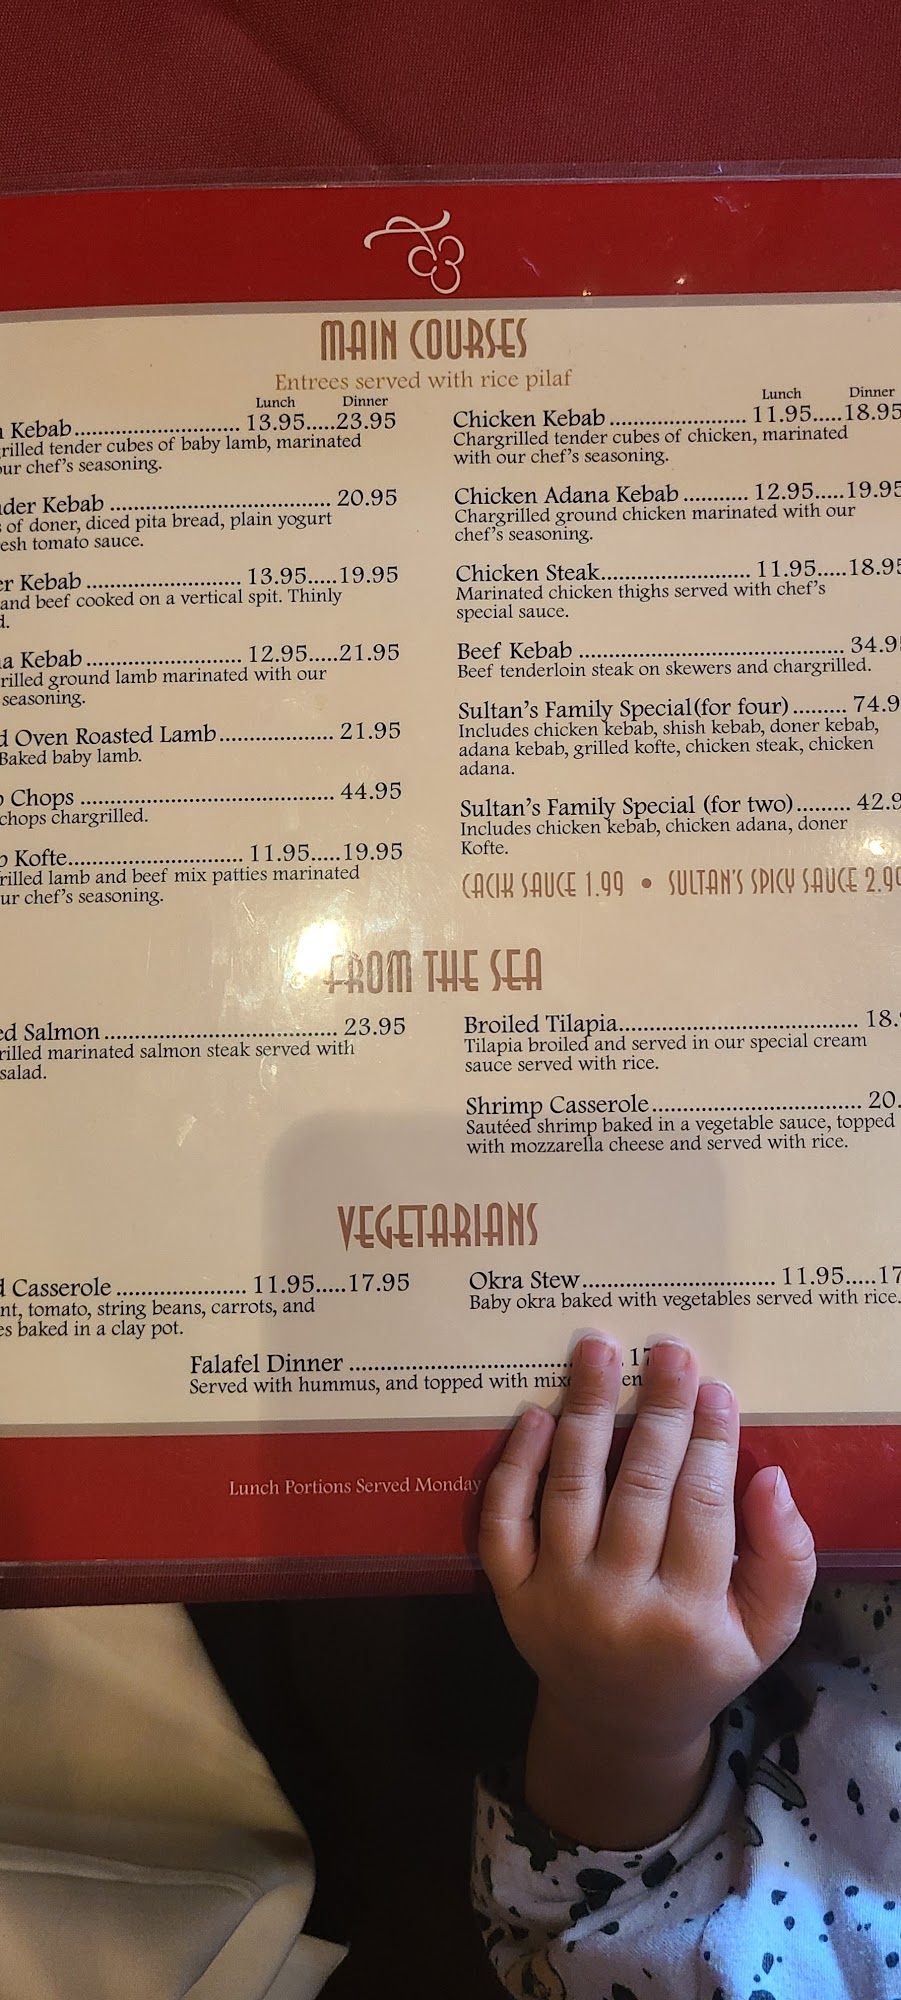 MAIN COURSES
Entrees served with rice pilaf
Lunch Dinner
Kebab 13.95.....23.95
tender cubes of baby lamb, marinated
chef's seasoning.
Kebab 20.95
of doner, diced pita bread, plain yogurt
tomato sauce.
Kebab 13.95.....19.95
and beef cooked on a vertical spit. Thinly
Kebab 12.95.....21.95
ground lamb marinated with our
seasoning.
Oven Roasted Lamb 21.95
Baked baby lamb.
Chops 44.95
chops chargrilled.
Kofte 11.95.....19.95
lamb and beef mix patties marinated
chef's seasoning.
Lunch Dinner
Chicken Kebab 11.95.....18.95
Chargrilled tender cubes of chicken, marinated
with our chef's seasoning.
Chicken Adana Kebab 12.95.....19.95
Chargrilled ground chicken marinated with our
chef's seasoning.
Chicken Steak 11.95.....18.95
Marinated chicken thighs served with chef's
special sauce.
Beef Kebab
Beef tenderloin steak on skewers and chargrilled.
Sultan's Family Special(for four)
Includes chicken kebab, shish kebab, doner kebab,
adana kebab, grilled kofte, chicken steak, chicken
adana.
Sultan's Family Special (for two)
Includes chicken kebab, chicken adana, doner
Kofte.
CACIK SAUCE 1.99 • SULTAN'S SPICY SAUCE
FROM THE SEA
Salmon 23.95
marinated salmon steak served with
salad.
Broiled Tilapia
Tilapia broiled and served in our special cream
sauce served with rice.
Shrimp Casserole
Sautéed shrimp baked in a vegetable sauce, topped
with mozzarella cheese and served with rice.
VEGETARIANS
Casserole 11.95.....17.95
tomato, string beans, carrots, and
baked in a clay pot.
Okra Stew 11.95
Baby okra baked with vegetables served with rice.
Falafel Dinner
Served with hummus, and topped with
Lunch Portions Served Monday